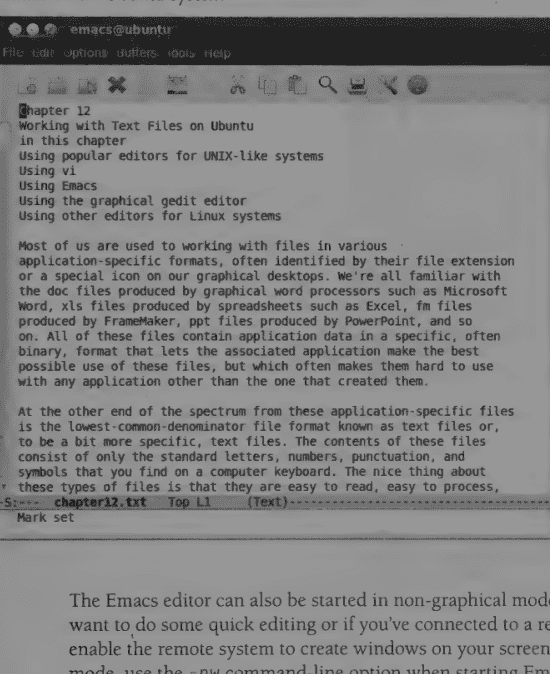 emacs@ubuntu
File Edit Options Buffers Tools Help
Chapter 12
Working with Text Files on Ubuntu
in this chapter
Using popular editors for UNIX-like systems
Using vi
Using Emacs
Using the graphical gedit editor
Using other editors for Linux systems
Most of us are used to working with files in various
application-specific formats, often identified by their file extension
or a special icon on our graphical desktops. We're all familiar with
the doc files produced by graphical word processors such as Microsoft
Word, xls files produced by spreadsheets such as Excel, fm files
produced by FrameMaker, ppt files produced by PowerPoint, and so
on. All of these files contain application data in a specific, often
binary, format that lets the associated application make the best
possible use of these files, but which often makes them hard to use
with any application other than the one that created them.
At the other end of the spectrum from these application-specific files
is the lowest-common-denominator file format known as text files or,
to be a bit more specific, text files. The contents of these files
consist of only the standard letters, numbers, punctuation, and
symbols that you find on a computer keyboard. The nice thing about
these types of files is that they are easy to read, easy to process,
-S:--- chapter12.txt Top L1 (Text)----------------------------------------
Mark set
The Emacs editor can also be started in non-graphical mod
want to do some quick editing or if you've connected to a re
enable the remote system to create windows on your screen
mode, use the -nw command-line option when starting Em